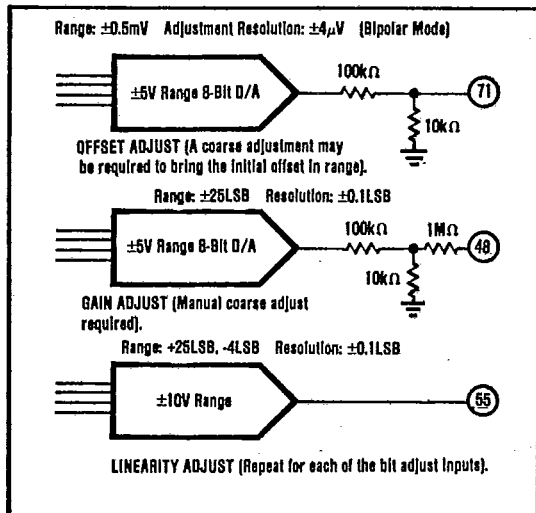 Range: ±0.5mV Adjustment Resolution: ±4µV (Bipolar Mode)
±5V Range 8-Bit D/A
100kΩ
71
10kΩ
OFFSET ADJUST (A coarse adjustment may
be required to bring the initial offset in range).
Range: ±25LSB Resolution: ±0.1LSB
±5V Range 8-Bit D/A
100kΩ
1MΩ
48
10kΩ
GAIN ADJUST (Manual coarse adjust
required).
Range: +25LSB, -4LSB Resolution: ±0.1LSB
±10V Range
55
LINEARITY ADJUST (Repeat for each of the bit adjust inputs).